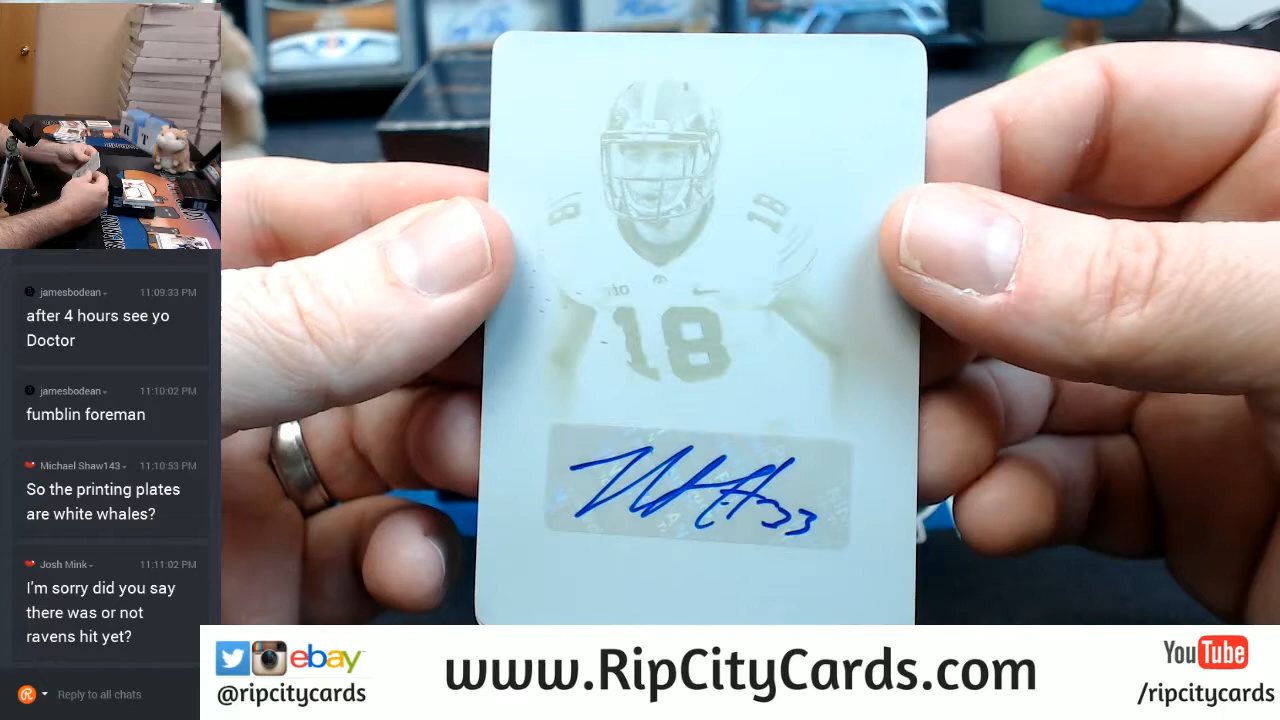 jamesbodean
11:09:33 PM
after 4 hours see yo
Doctor
jamesbodean
11:10:02 PM
fumblin foreman
Michael Shaw143
11:10:53 PM
So the printing plates
are white whales?
Josh Mink
11:11:02 PM
I'm sorry did you say
there was or not
ravens hit yet?
Reply to all chats
R T
18
18
18
33
ebay
@ripcitycards
www.RipCityCards.com
YouTube
/ripcitycards